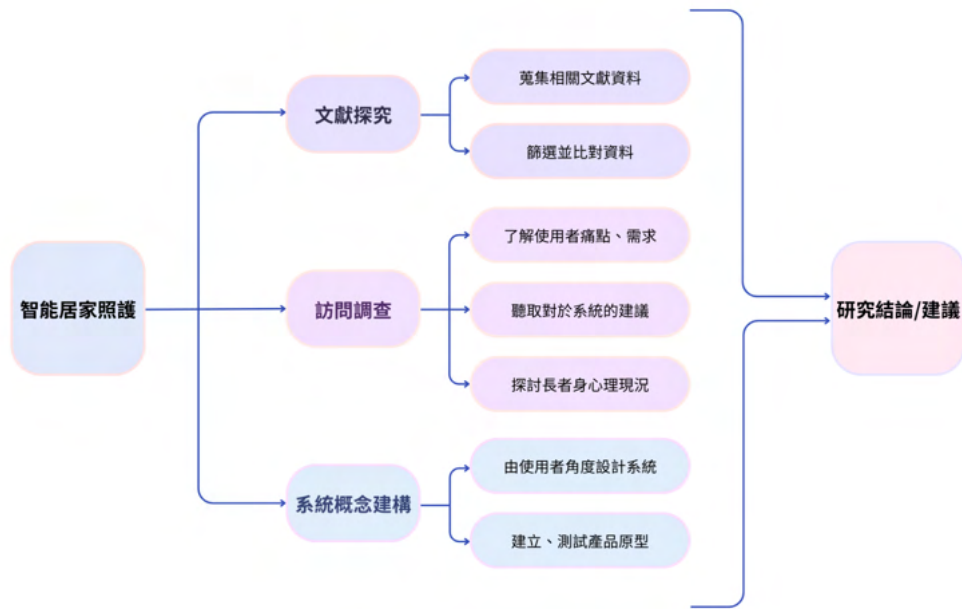 智能居家照護
文獻探究
蒐集相關文獻資料
篩選並比對資料
訪問調查
了解使用者痛點、需求
聽取對於系統的建議
探討長者身心理現況
系統概念建構
由使用者角度設計系統
建立、測試產品原型
研究結論/建議